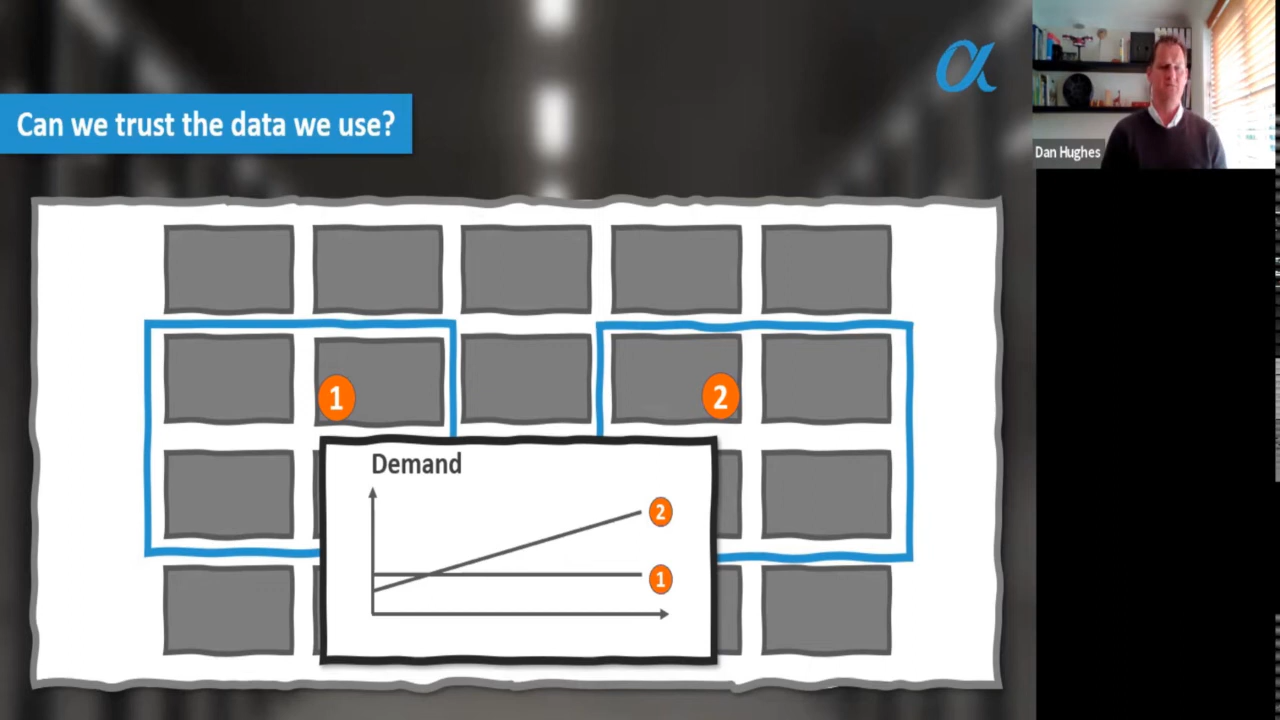 α
Can we trust the data we use?
Dan Hughes
1
2
Demand
2
1